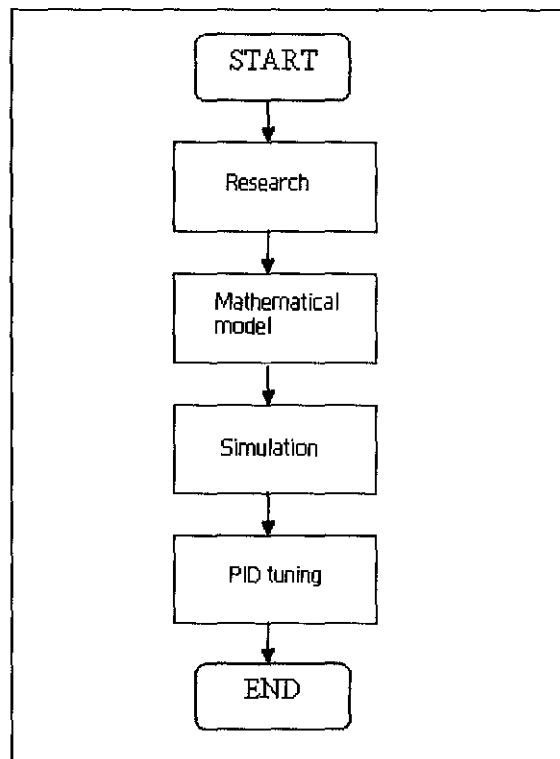 START
Research
Mathematical
model
Simulation
PID tuning
END